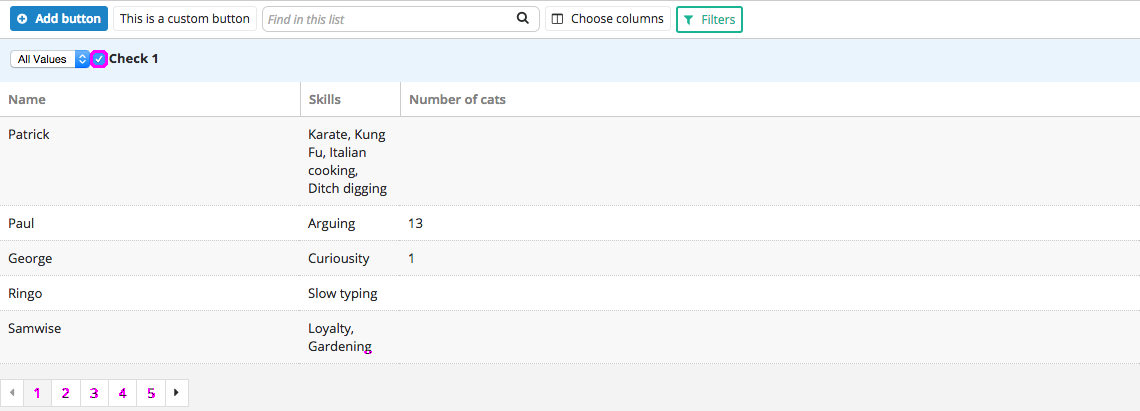 Add button This is a custom button Find in this list Choose columns Filters
All Values Check 1
Name Skills Number of cats
Patrick Karate, Kung
Fu, Italian
cooking,
Ditch digging
Paul Arguing 13
George Curiousity 1
Ringo Slow typing
Samwise Loyalty,
Gardening
1 2 3 4 5